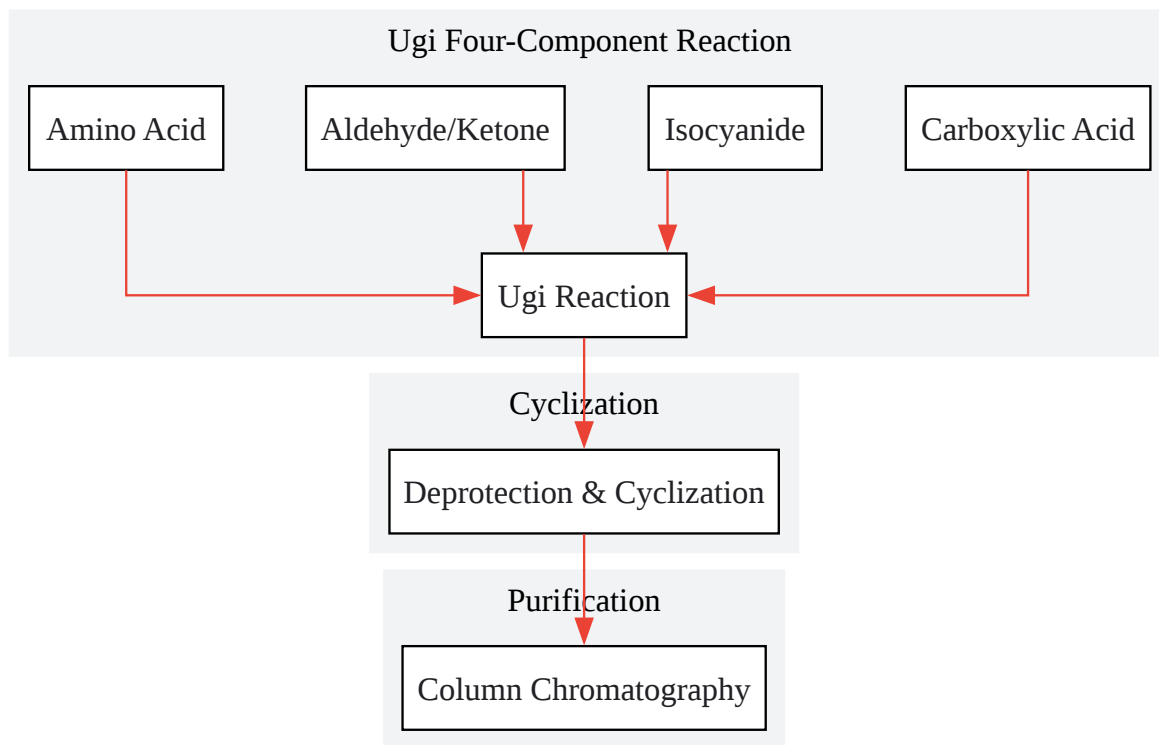 Ugi Four-Component Reaction
Amino Acid
Aldehyde/Ketone
Isocyanide
Carboxylic Acid
Ugi Reaction
Cyclization
Deprotection & Cyclization
Purification
Column Chromatography